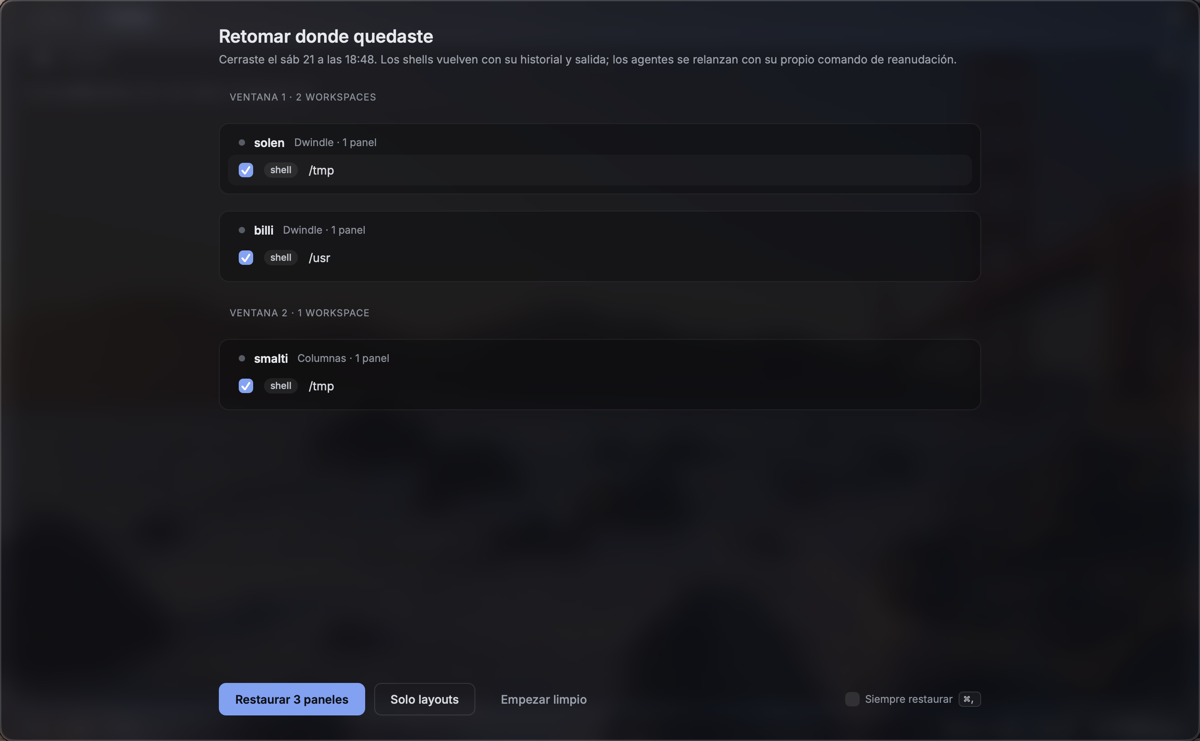 Retomar donde quedaste
Cerraste el sáb 21 a las 18:48. Los shells vuelven con su historial y salida; los agentes se relanzan con su propio comando de reanudación.
VENTANA 1 · 2 WORKSPACES
solen Dwindle · 1 panel
shell /tmp
billi Dwindle · 1 panel
shell /usr
VENTANA 2 · 1 WORKSPACE
smalti Columnas · 1 panel
shell /tmp
Restaurar 3 paneles Solo layouts Empezar limpio Siempre restaurar ⌘,